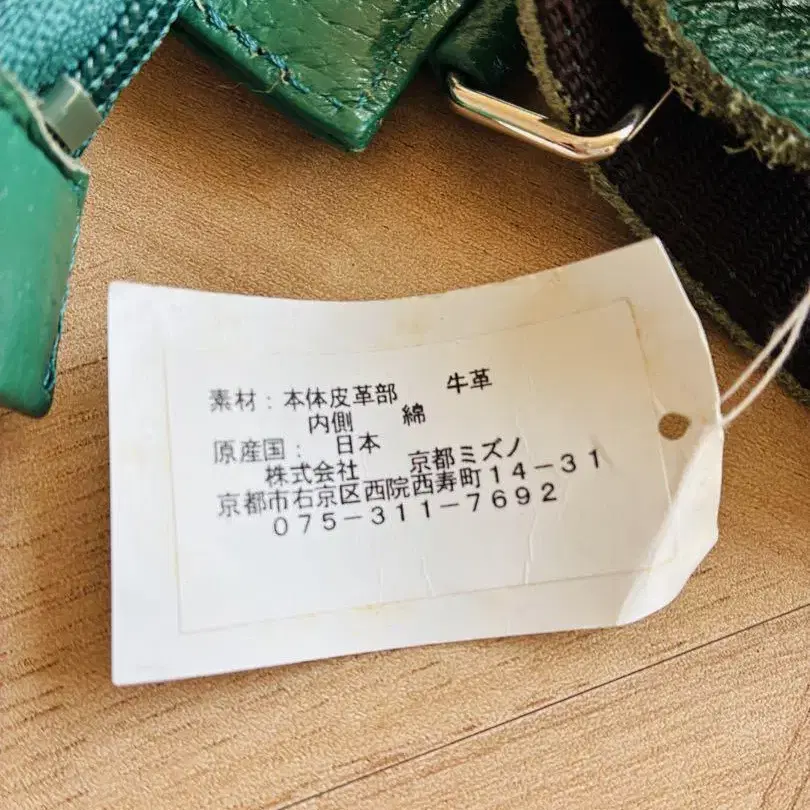 素材：本体皮革部　　牛革
内側　　綿
原産国：　日本
株式会社　　京都ミズノ
京都市右京区西院西寿町１４－３１
０７５－３１１－７６９２